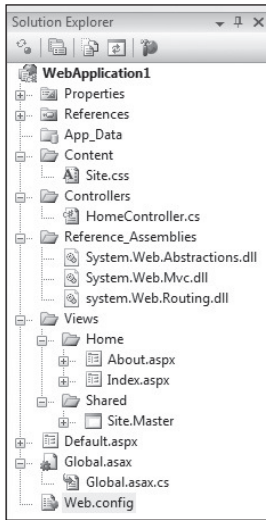 Solution Explorer
WebApplication1
Properties
References
App_Data
Content
Site.css
Controllers
HomeController.cs
Reference_Assemblies
System.Web.Abstractions.dll
System.Web.Mvc.dll
system.Web.Routing.dll
Views
Home
About.aspx
Index.aspx
Shared
Site.Master
Default.aspx
Global.asax
Global.asax.cs
Web.config